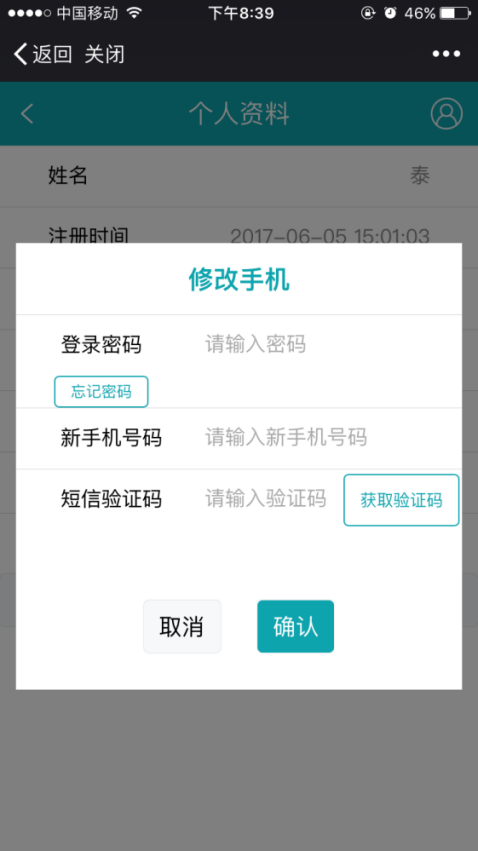 中国移动 下午8:39 46%
返回 关闭
个人资料
姓名 泰
注册时间 2017-06-05 15:01:03
修改手机
登录密码 请输入密码
忘记密码
新手机号码 请输入新手机号码
短信验证码 请输入验证码 获取验证码
取消 确认